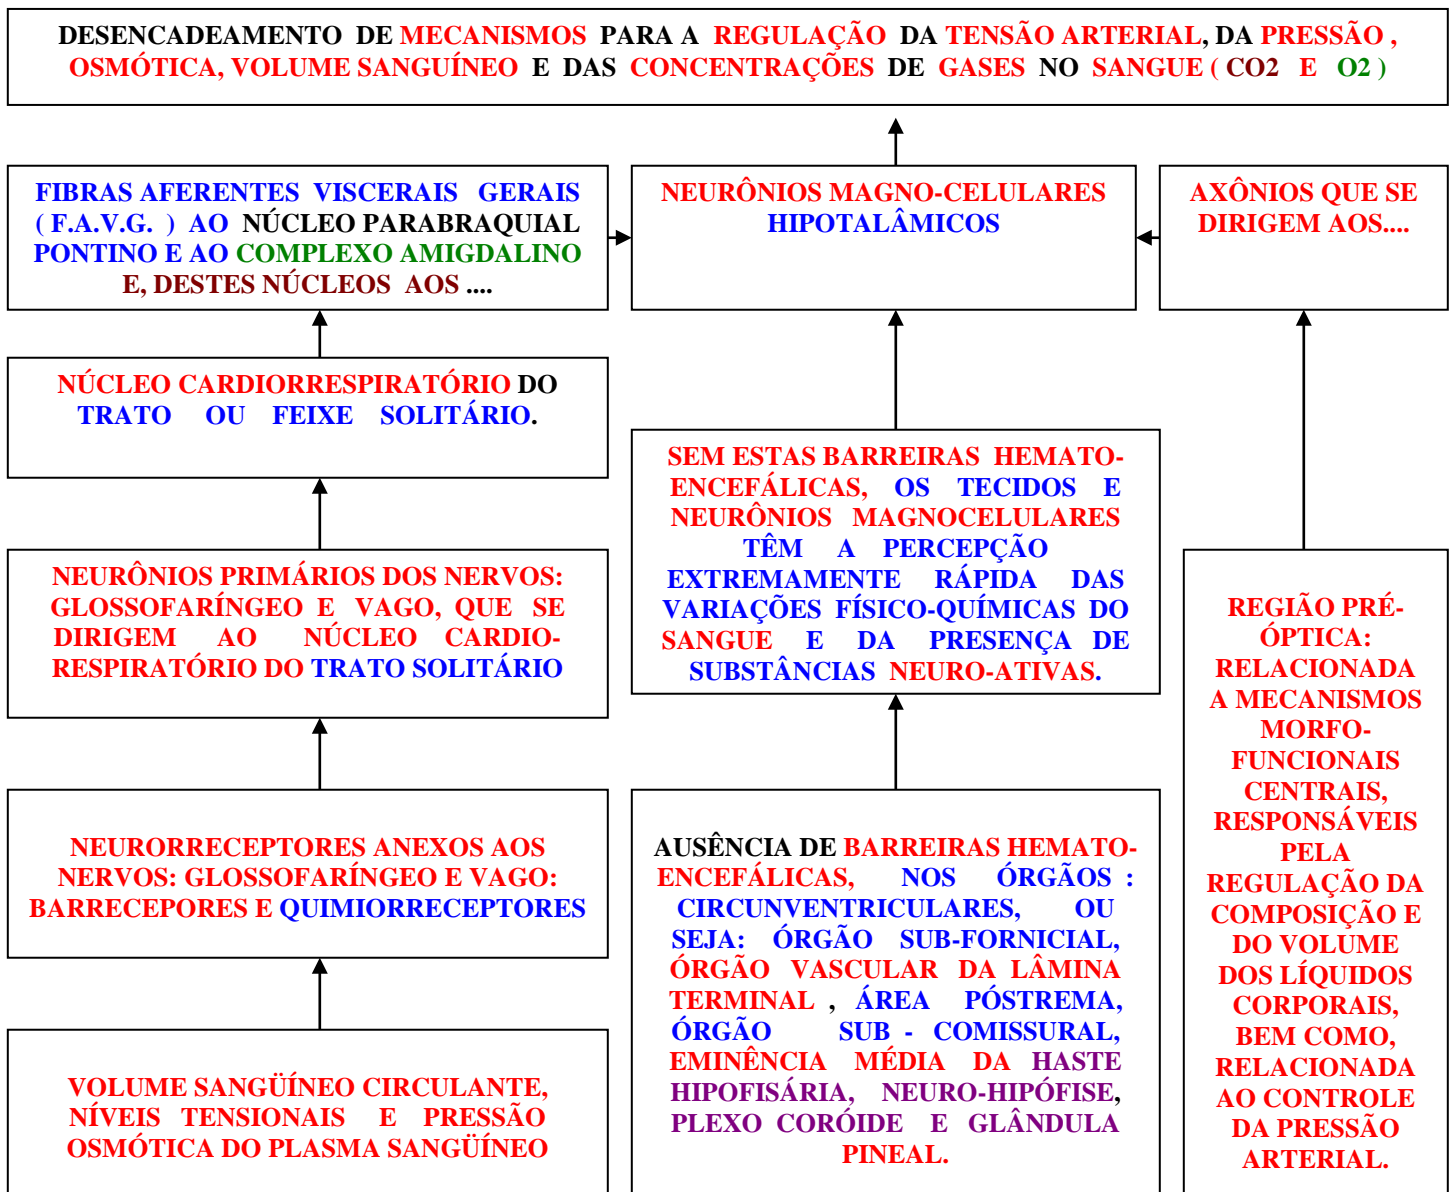 DESENCADEAMENTO DE MECANISMOS PARA A REGULAÇÃO DA TENSÃO ARTERIAL, DA PRESSÃO ,
OSMÓTICA, VOLUME SANGUÍNEO E DAS CONCENTRAÇÕES DE GASES NO SANGUE ( CO2 E O2 )
FIBRAS AFERENTES VISCERAIS GERAIS
( F.A.V.G. ) AO NÚCLEO PARABRAQUIAL
PONTINO E AO COMPLEXO AMIGDALINO
E, DESTES NÚCLEOS AOS ....
NEURÔNIOS MAGNO-CELULARES
HIPOTALÂMICOS
AXÔNIOS QUE SE
DIRIGEM AOS....
NÚCLEO CARDIORRESPIRATÓRIO DO
TRATO OU FEIXE SOLITÁRIO.
NEURÔNIOS PRIMÁRIOS DOS NERVOS:
GLOSSOFARÍNGEO E VAGO, QUE SE
DIRIGEM AO NÚCLEO CARDIO-
RESPIRATÓRIO DO TRATO SOLITÁRIO
NEURORRECEPTORES ANEXOS AOS
NERVOS: GLOSSOFARÍNGEO E VAGO:
BARRECEPORES E QUIMIORRECEPTORES
VOLUME SANGÜÍNEO CIRCULANTE,
NÍVEIS TENSIONAIS E PRESSÃO
OSMÓTICA DO PLASMA SANGÜÍNEO
SEM ESTAS BARREIRAS HEMATO-
ENCEFÁLICAS, OS TECIDOS E
NEURÔNIOS MAGNOCELULARES
TÊM A PERCEPÇÃO
EXTREMAMENTE RÁPIDA DAS
VARIAÇÕES FÍSICO-QUÍMICAS DO
SANGUE E DA PRESENÇA DE
SUBSTÂNCIAS NEURO-ATIVAS.
AUSÊNCIA DE BARREIRAS HEMATO-
ENCEFÁLICAS, NOS ÓRGÃOS :
CIRCUNVENTRICULARES, OU
SEJA: ÓRGÃO SUB-FORNICIAL,
ÓRGÃO VASCULAR DA LÂMINA
TERMINAL , ÁREA PÓSTREMA,
ÓRGÃO SUB - COMISSURAL,
EMINÊNCIA MÉDIA DA HASTE
HIPOFISÁRIA, NEURO-HIPÓFISE,
PLEXO CORÓIDE E GLÂNDULA
PINEAL.
REGIÃO PRÉ-
ÓPTICA:
RELACIONADA
A MECANISMOS
MORFO-
FUNCIONAIS
CENTRAIS,
RESPONSÁVEIS
PELA
REGULAÇÃO DA
COMPOSIÇÃO E
DO VOLUME
DOS LÍQUIDOS
CORPORAIS,
BEM COMO,
RELACIONADA
AO CONTROLE
DA PRESSÃO
ARTERIAL.